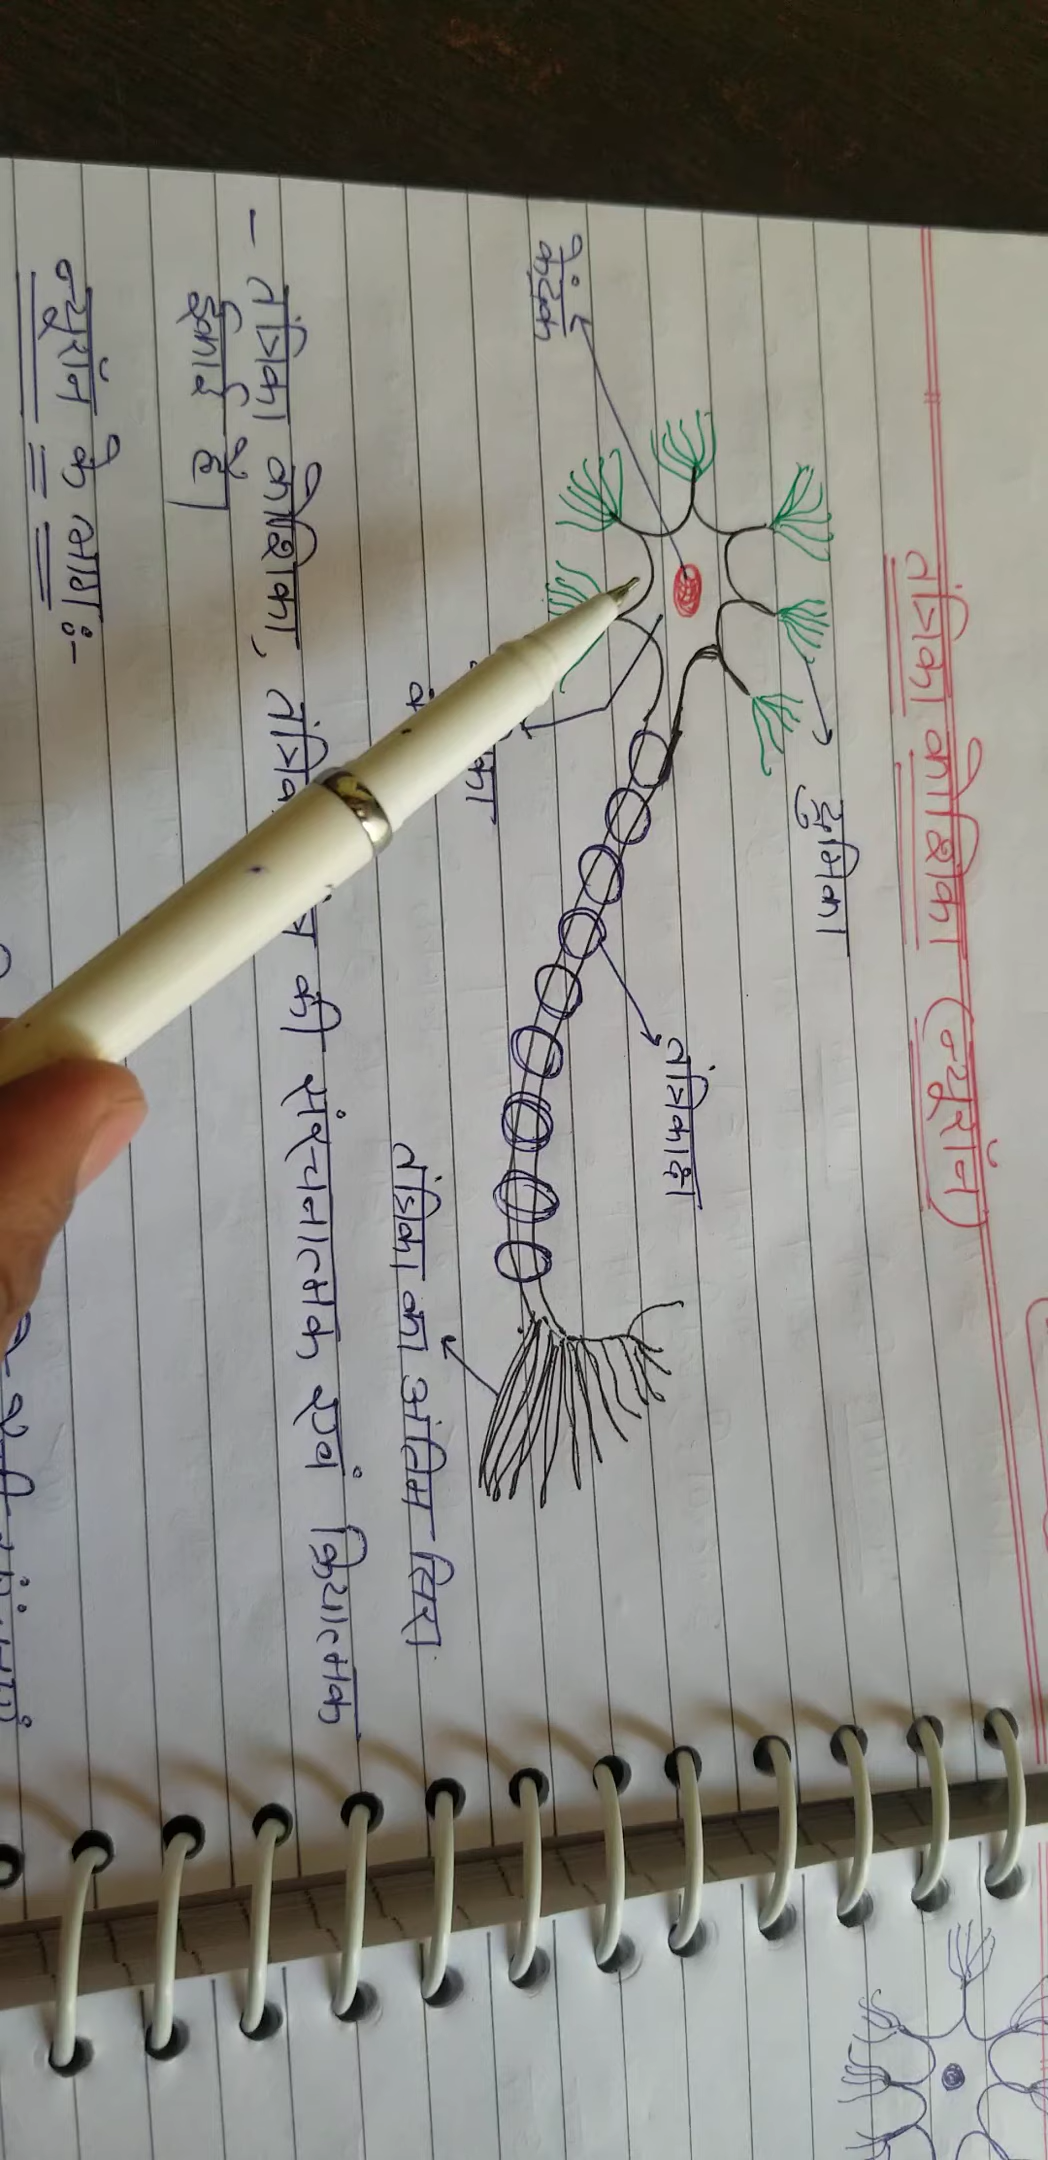 तंत्रिका कोशिका (न्यूरॉन)
द्रुमिका
तंत्रिकाक्ष
केंद्रक
तंत्रिका का अंतिम सिरा
- तंत्रिका कोशिका, की संरचनात्मक एवं क्रियात्मक
इकाई है।
न्यूरॉन के भाग:-